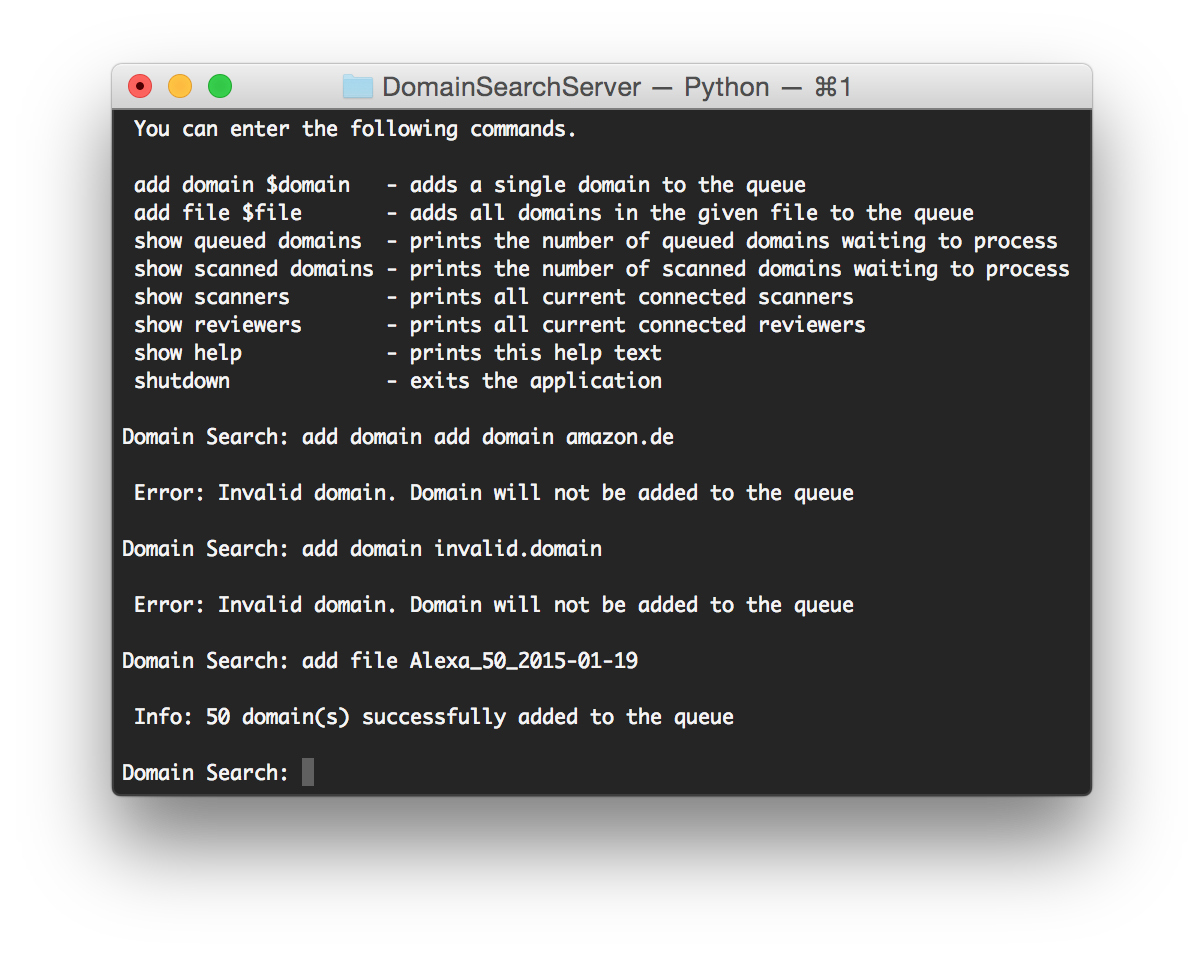 DomainSearchServer — Python — ⌘1
You can enter the following commands.
add domain $domain   - adds a single domain to the queue
add file $file       - adds all domains in the given file to the queue
show queued domains  - prints the number of queued domains waiting to process
show scanned domains - prints the number of scanned domains waiting to process
show scanners        - prints all current connected scanners
show reviewers       - prints all current connected reviewers
show help            - prints this help text
shutdown             - exits the application
Domain Search: add domain add domain amazon.de
Error: Invalid domain. Domain will not be added to the queue
Domain Search: add domain invalid.domain
Error: Invalid domain. Domain will not be added to the queue
Domain Search: add file Alexa_50_2015-01-19
Info: 50 domain(s) successfully added to the queue
Domain Search: